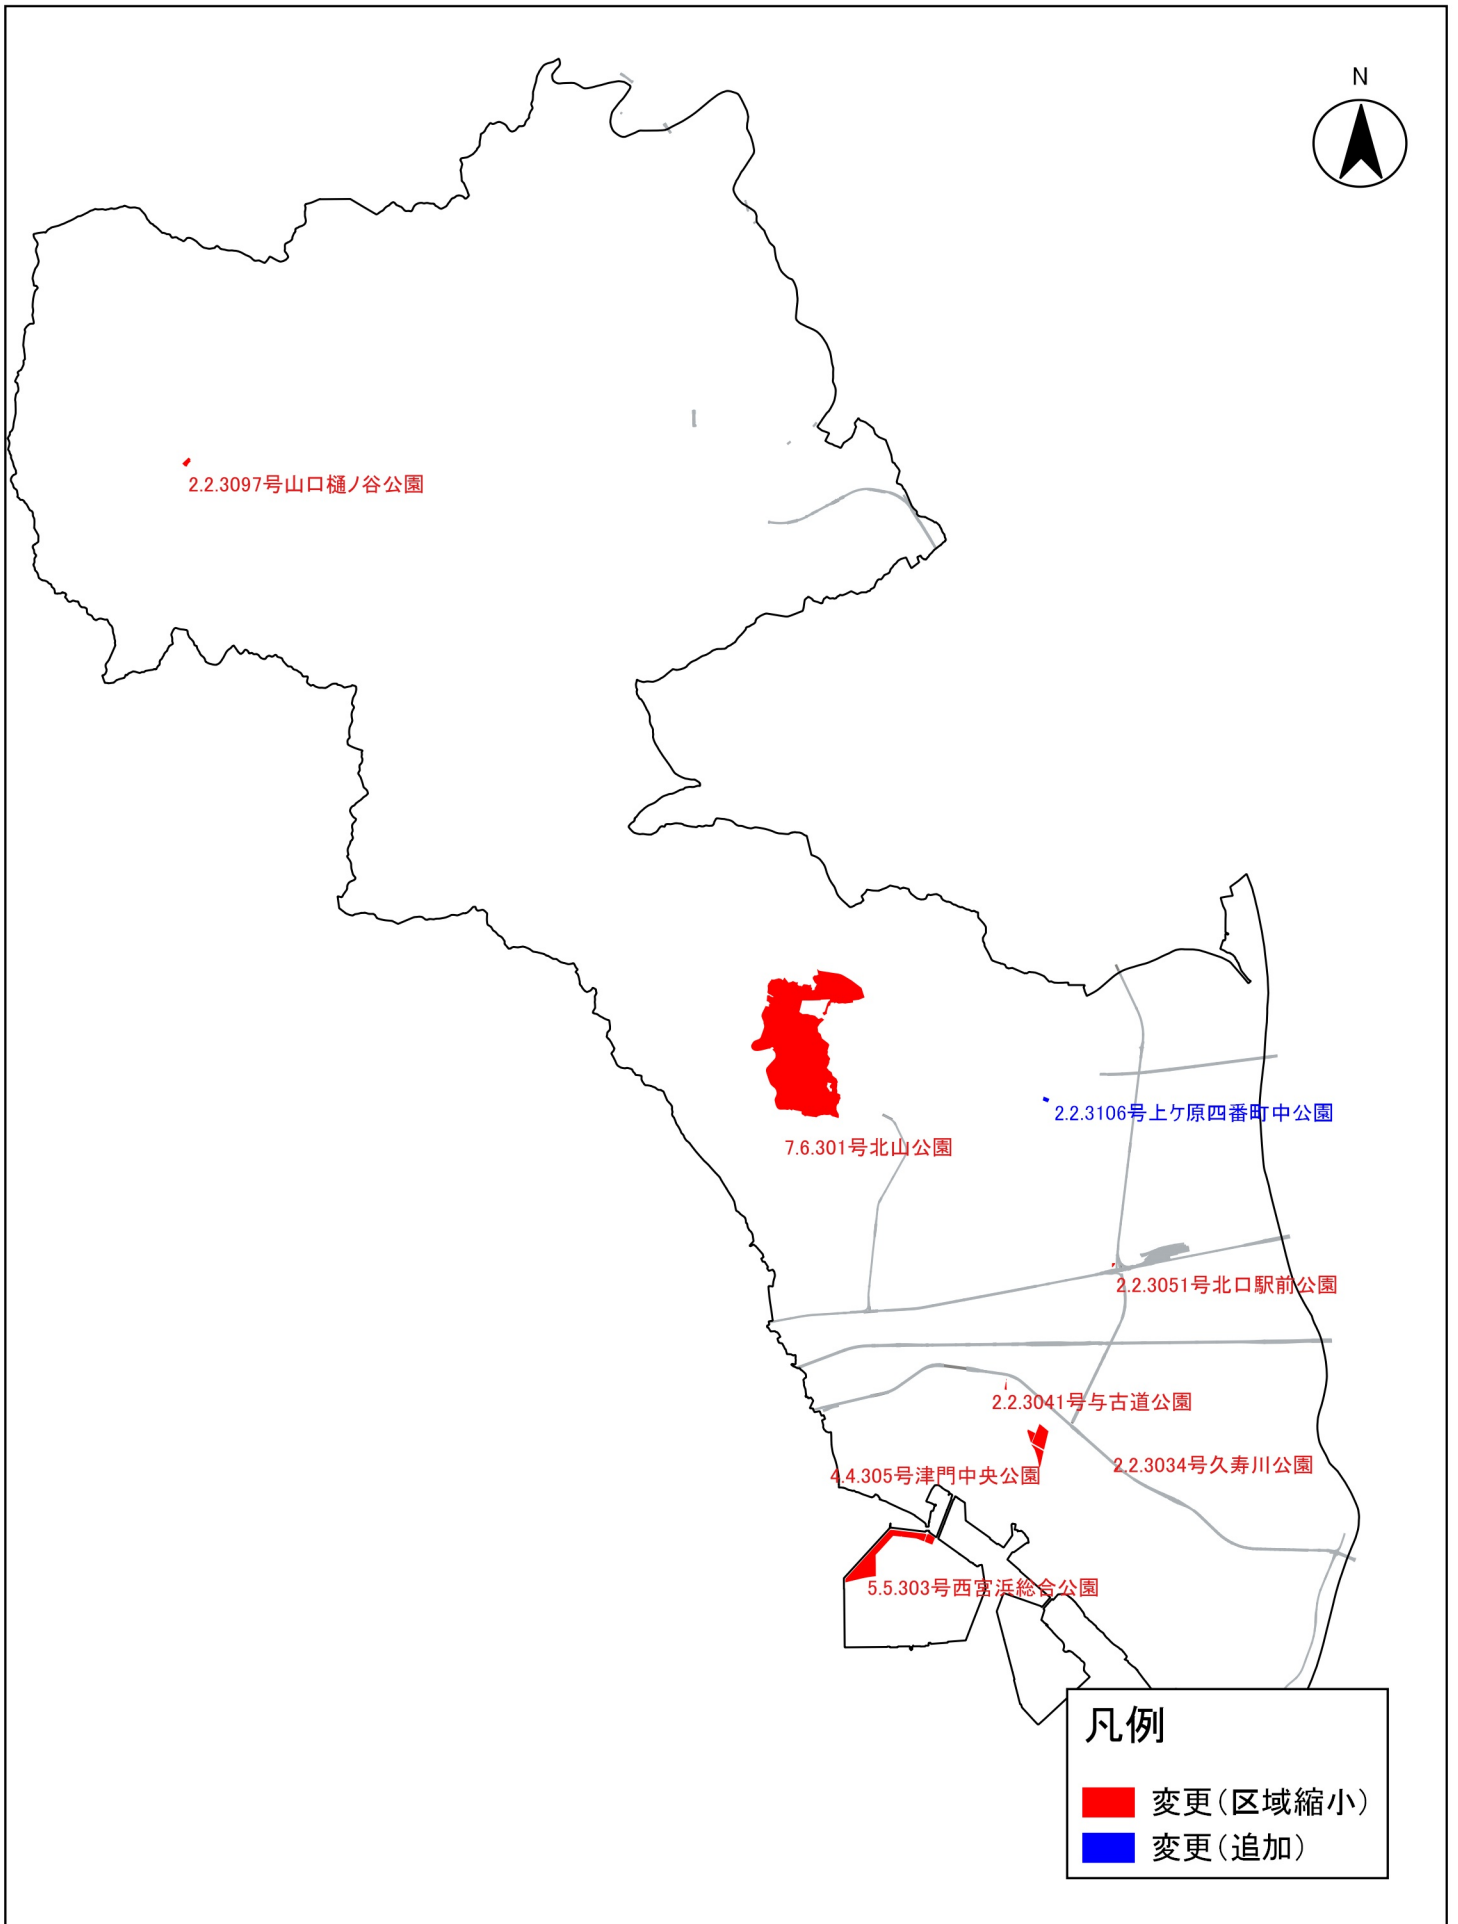 N
2.2.3097号山口樋ノ谷公園
2.2.3106号上ケ原四番町中公園
7.6.301号北山公園
2.2.3051号北口駅前公園
2.2.3041号与古道公園
2.2.3034号久寿川公園
4.4.305号津門中央公園
5.5.303号西宮浜総合公園
凡例
変更(区域縮小)
変更(追加)